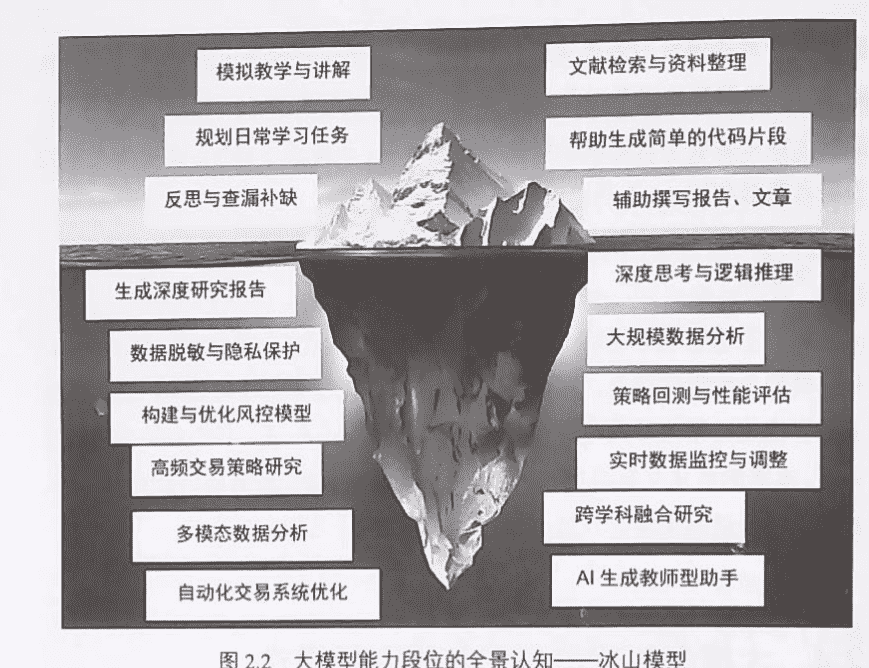 模拟教学与讲解
文献检索与资料整理
规划日常学习任务
帮助生成简单的代码片段
反思与查漏补缺
辅助撰写报告、文章
生成深度研究报告
深度思考与逻辑推理
数据脱敏与隐私保护
大规模数据分析
构建与优化风控模型
策略回测与性能评估
高频交易策略研究
实时数据监控与调整
多模态数据分析
跨学科融合研究
自动化交易系统优化
AI 生成教师型助手
图 2.2 大模型能力段位的全景认知——冰山模型